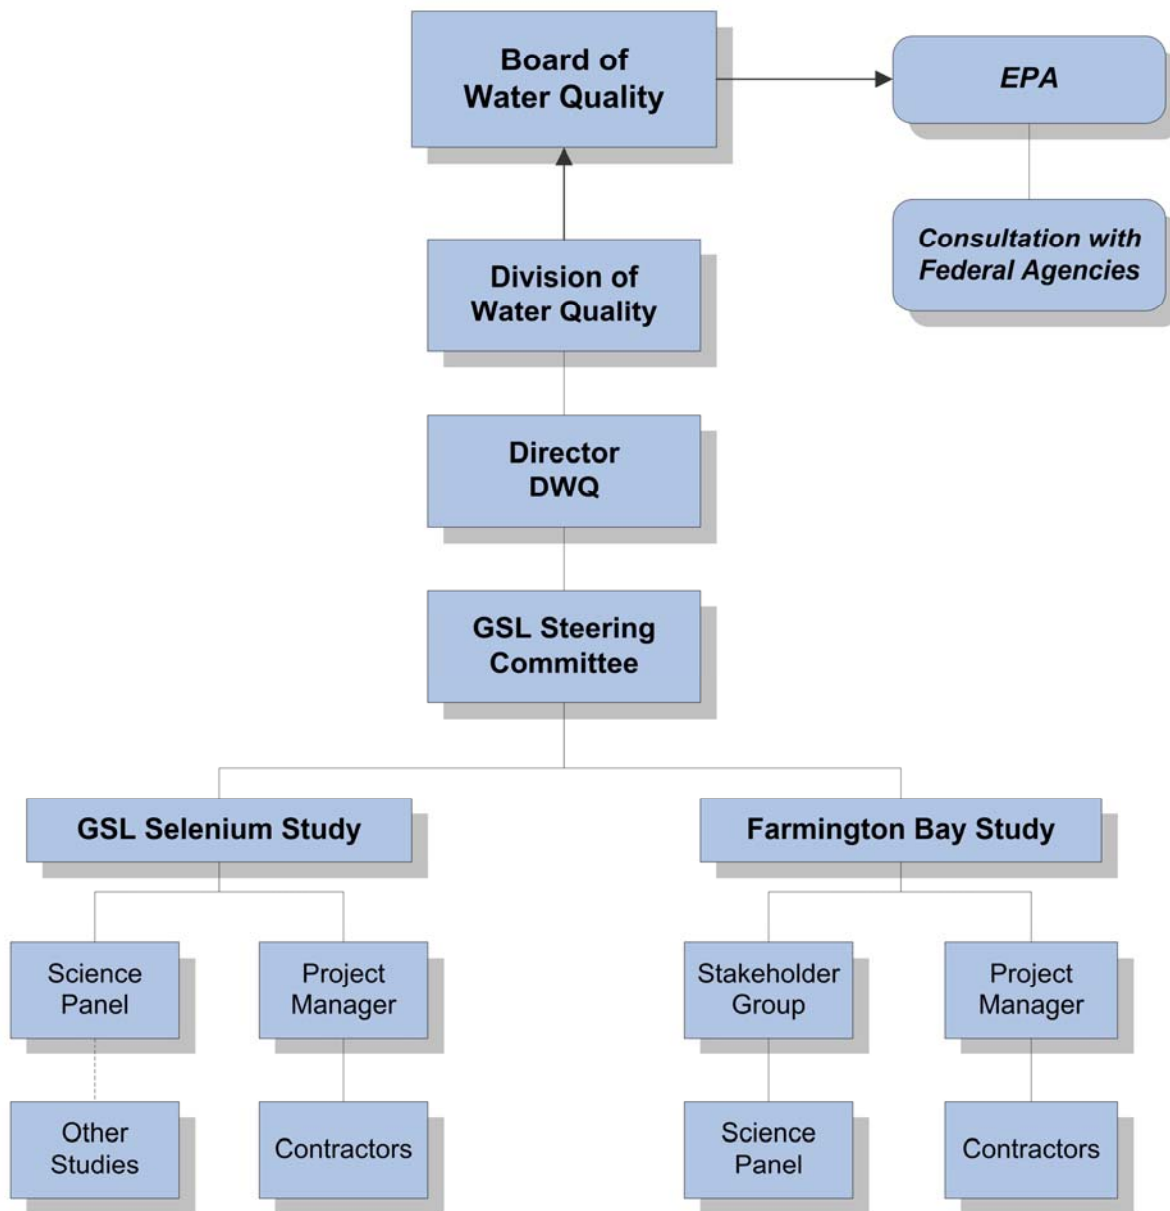 Board of
Water Quality
EPA
Consultation with
Federal Agencies
Division of
Water Quality
Director
DWQ
GSL Steering
Committee
GSL Selenium Study
Farmington Bay Study
Science
Panel
Project
Manager
Stakeholder
Group
Project
Manager
Other
Studies
Contractors
Science
Panel
Contractors